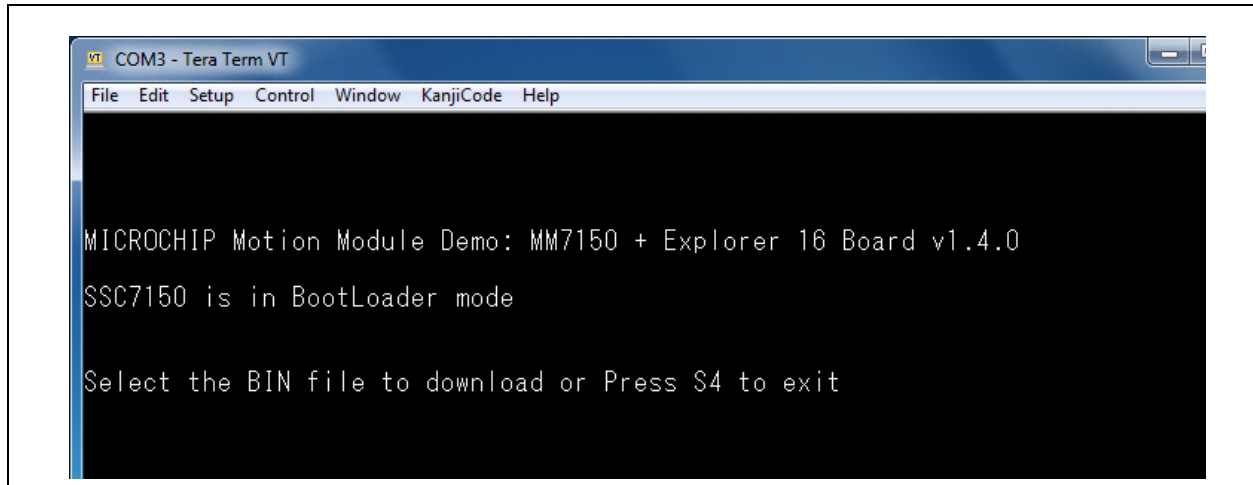 COM3 - Tera Term VT
File Edit Setup Control Window KanjiCode Help
MICROCHIP Motion Module Demo: MM7150 + Explorer 16 Board v1.4.0
SSC7150 is in BootLoader mode
Select the BIN file to download or Press S4 to exit